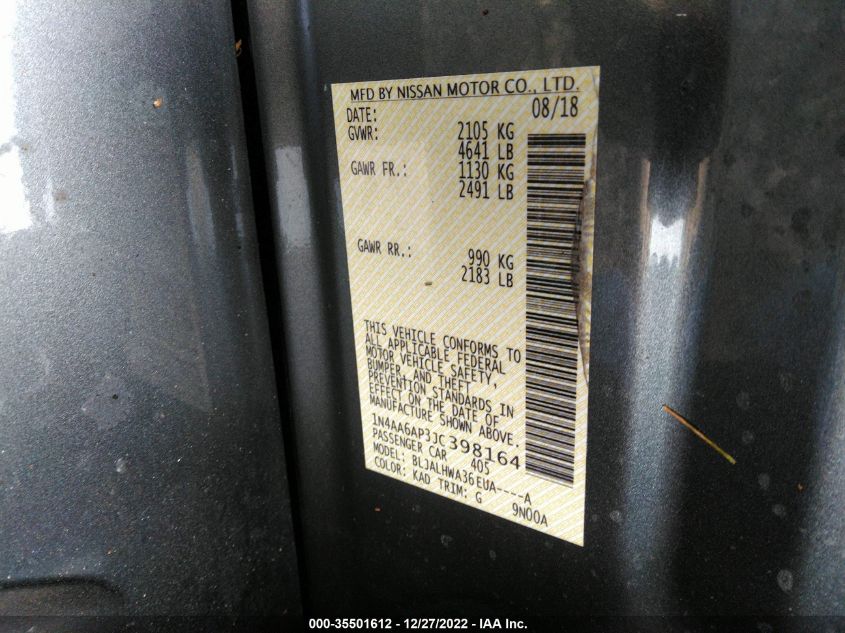 MFD BY NISSAN MOTOR CO., LTD.
DATE: 08/18
GVWR: 2105 KG
4641 LB
GAWR FR.: 1130 KG
2491 LB
GAWR RR.: 990 KG
2183 LB
THIS VEHICLE CONFORMS TO
ALL APPLICABLE FEDERAL
MOTOR VEHICLE SAFETY,
BUMPER, AND THEFT
PREVENTION STANDARDS IN
EFFECT ON THE DATE OF
MANUFACTURE SHOWN ABOVE.
1N4AA6AP3JC398164
PASSENGER CAR 405
MODEL: BLJALHWA36EUA----A
COLOR: KAD TRIM: G 9N00A
000-35501612 - 12/27/2022 - IAA Inc.